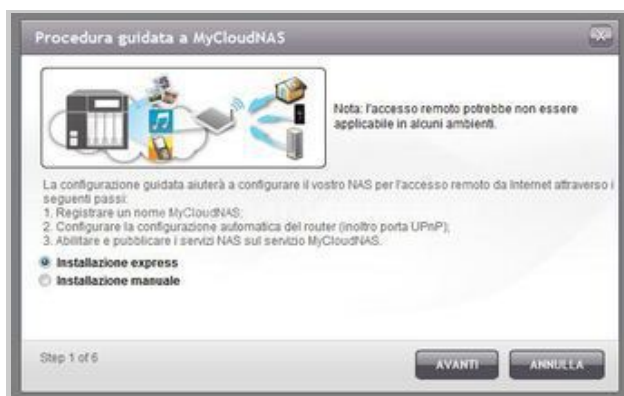 Procedura guidata a MyCloudNAS
Nota: l'accesso remoto potrebbe non essere
applicabile in alcuni ambienti.
La configurazione guidata aiuterà a configurare il vostro NAS per l'accesso remoto da Internet attraverso i
seguenti passi:
1. Registrare un nome MyCloudNAS;
2. Configurare la configurazione automatica del router (inoltro porta UPnP);
3. Abilitare e pubblicare i servizi NAS sul servizio MyCloudNAS.
Installazione express
Installazione manuale
Step 1 of 6
AVANTI
ANNULLA